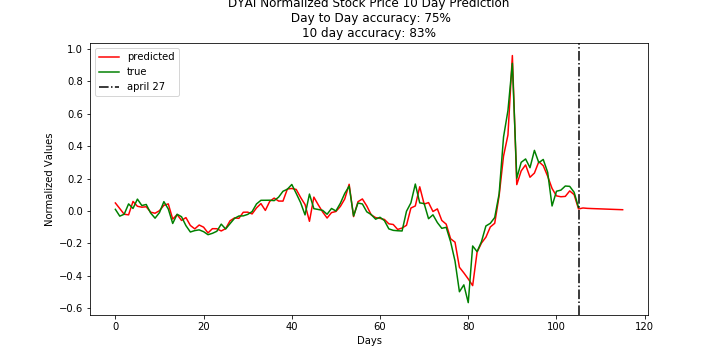 DYAI Normalized Stock Price 10 Day Prediction
Day to Day accuracy: 75%
10 day accuracy: 83%
predicted
true
april 27
Normalized Values
1.0
0.8
0.6
0.4
0.2
0.0
−0.2
−0.4
−0.6
0 20 40 60 80 100 120
Days